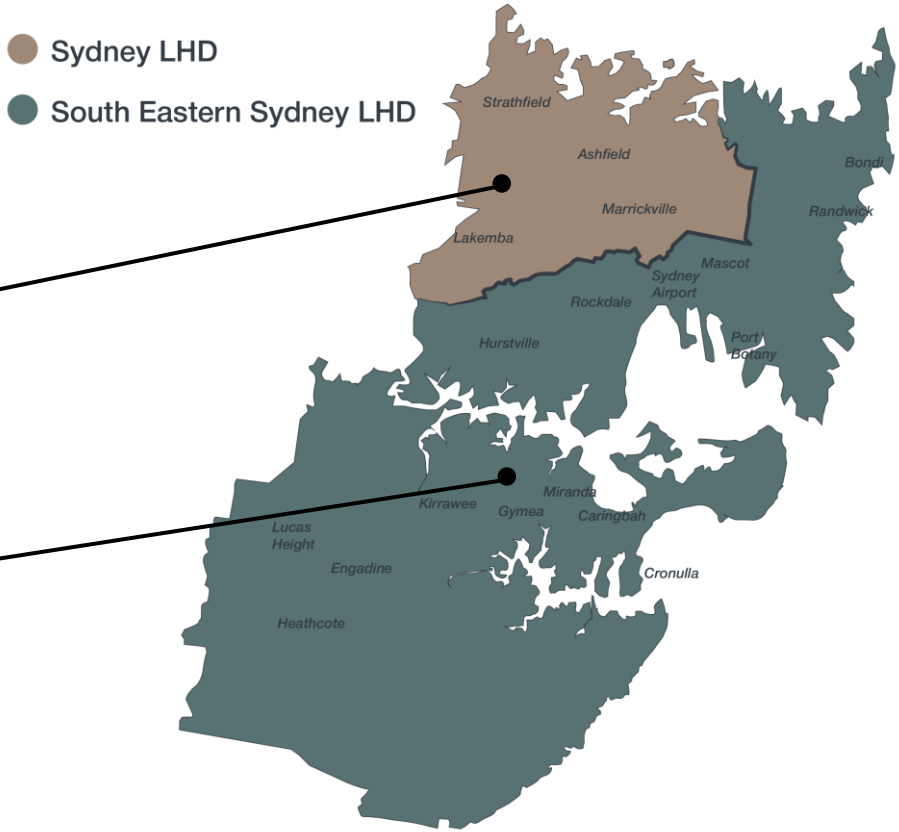 Sydney LHD
South Eastern Sydney LHD
Strathfield
Ashfield
Bondi
Marrickville
Randwick
Lakemba
Mascot
Sydney
Airport
Rockdale
Port
Botany
Hurstville
Miranda
Kirrawee
Gymea
Caringbah
Lucas
Height
Engadine
Cronulla
Heathcote